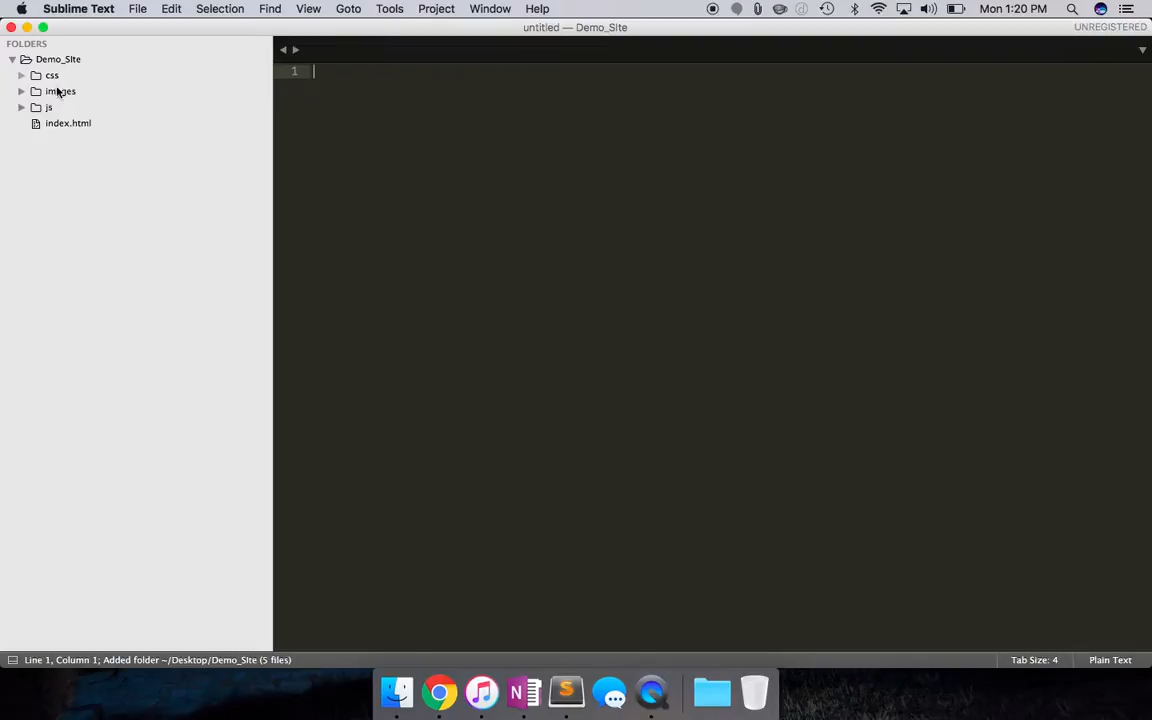 Sublime Text File Edit Selection Find View Goto Tools Project Window Help Mon 1:20 PM
untitled — Demo_SIte UNREGISTERED
FOLDERS
Demo_SIte
css
images
js
index.html
1
Line 1, Column 1; Added folder ~/Desktop/Demo_SIte (5 files) Tab Size: 4 Plain Text